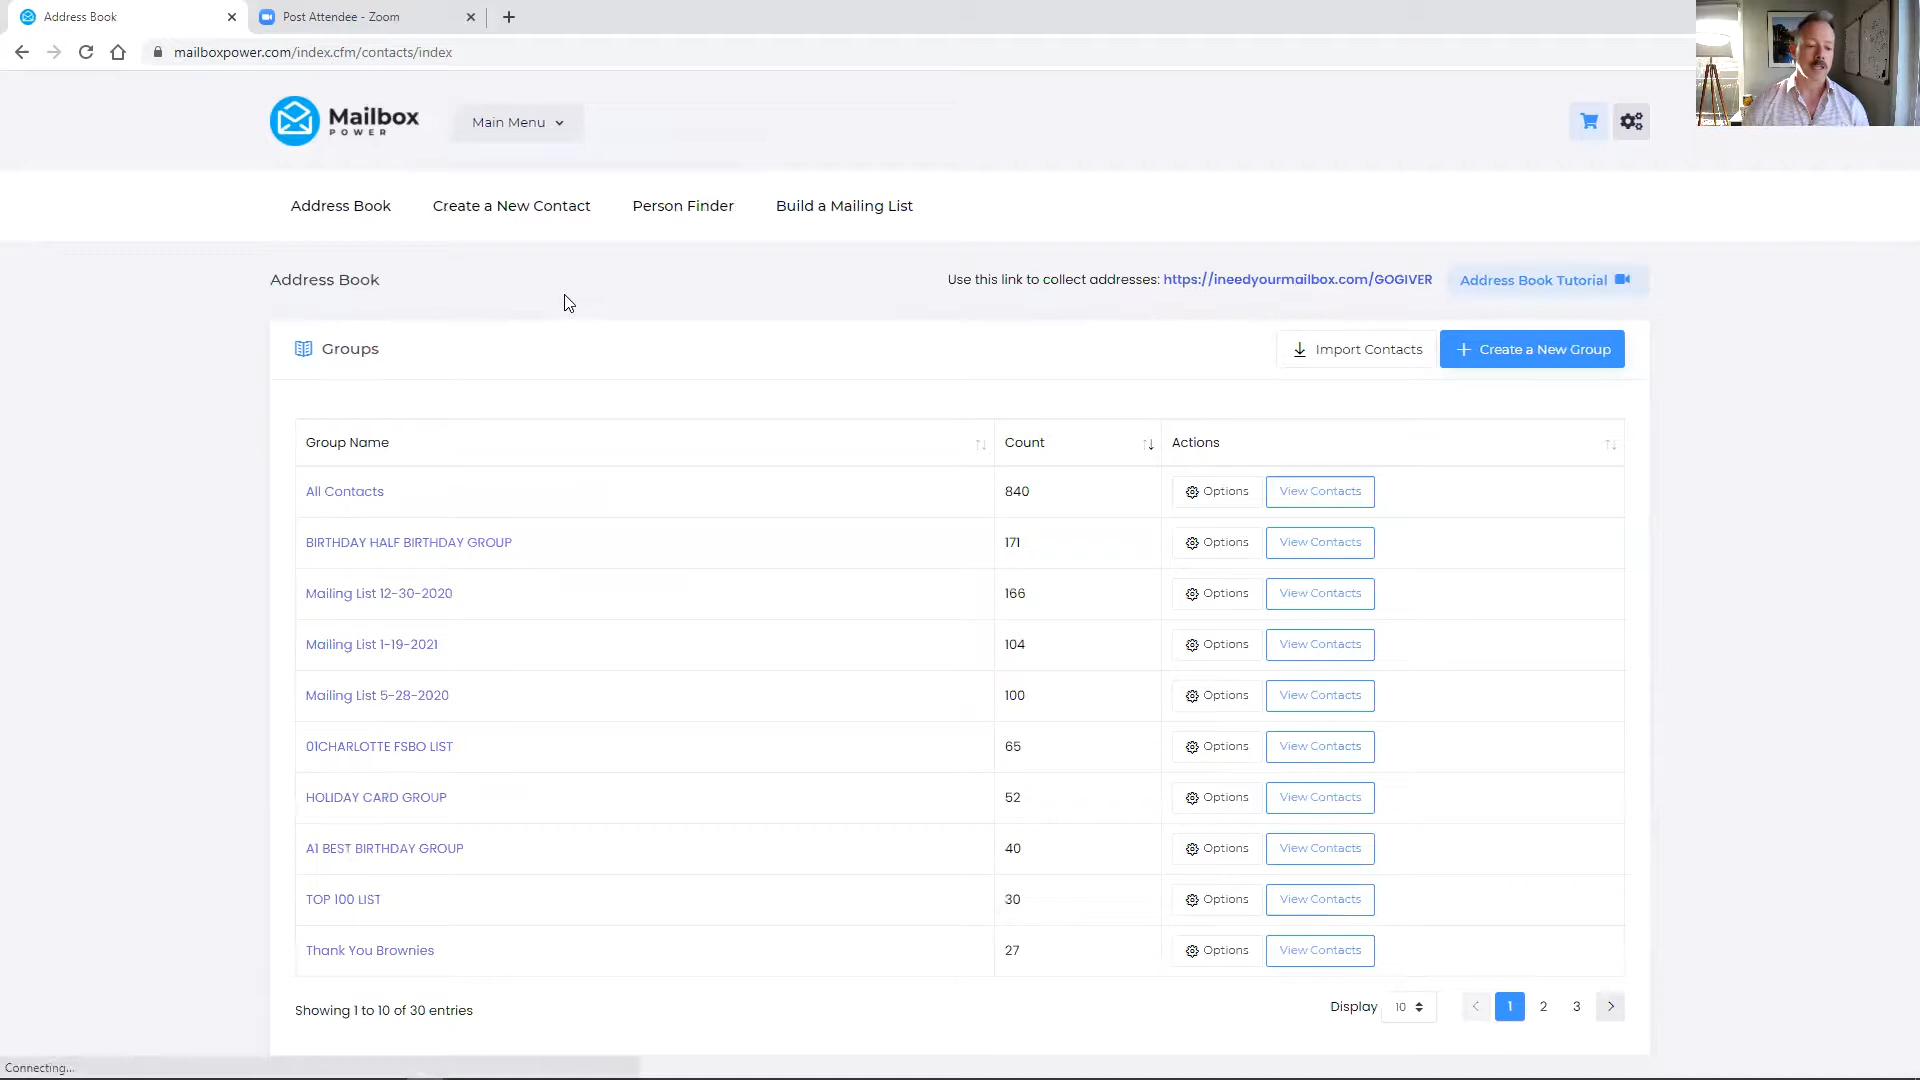 Address Book
Post Attendee - Zoom
mailboxpower.com/index.cfm/contacts/index
Mailbox
POWER
Main Menu
Address Book
Create a New Contact
Person Finder
Build a Mailing List
Address Book
Use this link to collect addresses: https://ineedyourmailbox.com/GOGIVER
Address Book Tutorial
Groups
Import Contacts
Create a New Group
Group Name
Count
Actions
All Contacts
840
Options
View Contacts
BIRTHDAY HALF BIRTHDAY GROUP
171
Options
View Contacts
Mailing List 12-30-2020
166
Options
View Contacts
Mailing List 1-19-2021
104
Options
View Contacts
Mailing List 5-28-2020
100
Options
View Contacts
01CHARLOTTE FSBO LIST
65
Options
View Contacts
HOLIDAY CARD GROUP
52
Options
View Contacts
A1 BEST BIRTHDAY GROUP
40
Options
View Contacts
TOP 100 LIST
30
Options
View Contacts
Thank You Brownies
27
Options
View Contacts
Showing 1 to 10 of 30 entries
Display 10
1 2 3
Connecting...